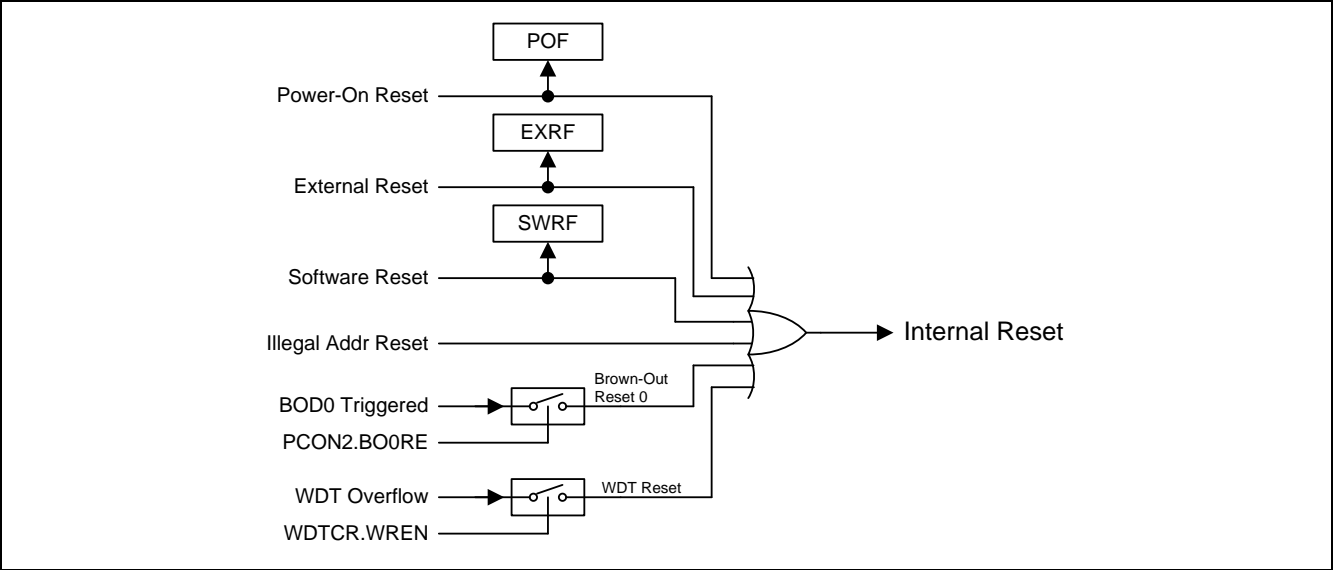 POF
Power-On Reset
EXRF
External Reset
SWRF
Software Reset
Internal Reset
Illegal Addr Reset
Brown-Out
Reset 0
BOD0 Triggered
PCON2.BO0RE
WDT Overflow
WDT Reset
WDTCR.WREN